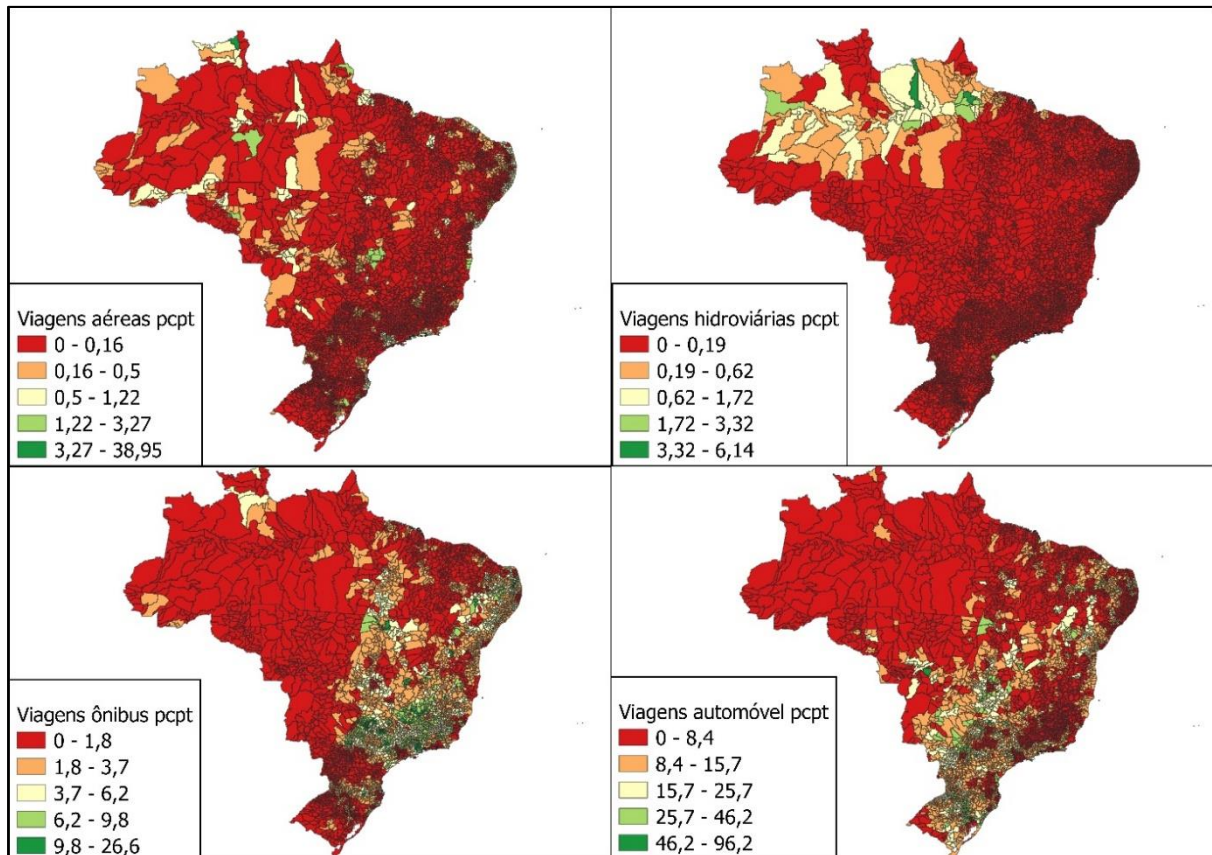 Viagens aéreas pcpt
0 - 0,16
0,16 - 0,5
0,5 - 1,22
1,22 - 3,27
3,27 - 38,95
Viagens hidroviárias pcpt
0 - 0,19
0,19 - 0,62
0,62 - 1,72
1,72 - 3,32
3,32 - 6,14
Viagens ônibus pcpt
0 - 1,8
1,8 - 3,7
3,7 - 6,2
6,2 - 9,8
9,8 - 26,6
Viagens automóvel pcpt
0 - 8,4
8,4 - 15,7
15,7 - 25,7
25,7 - 46,2
46,2 - 96,2